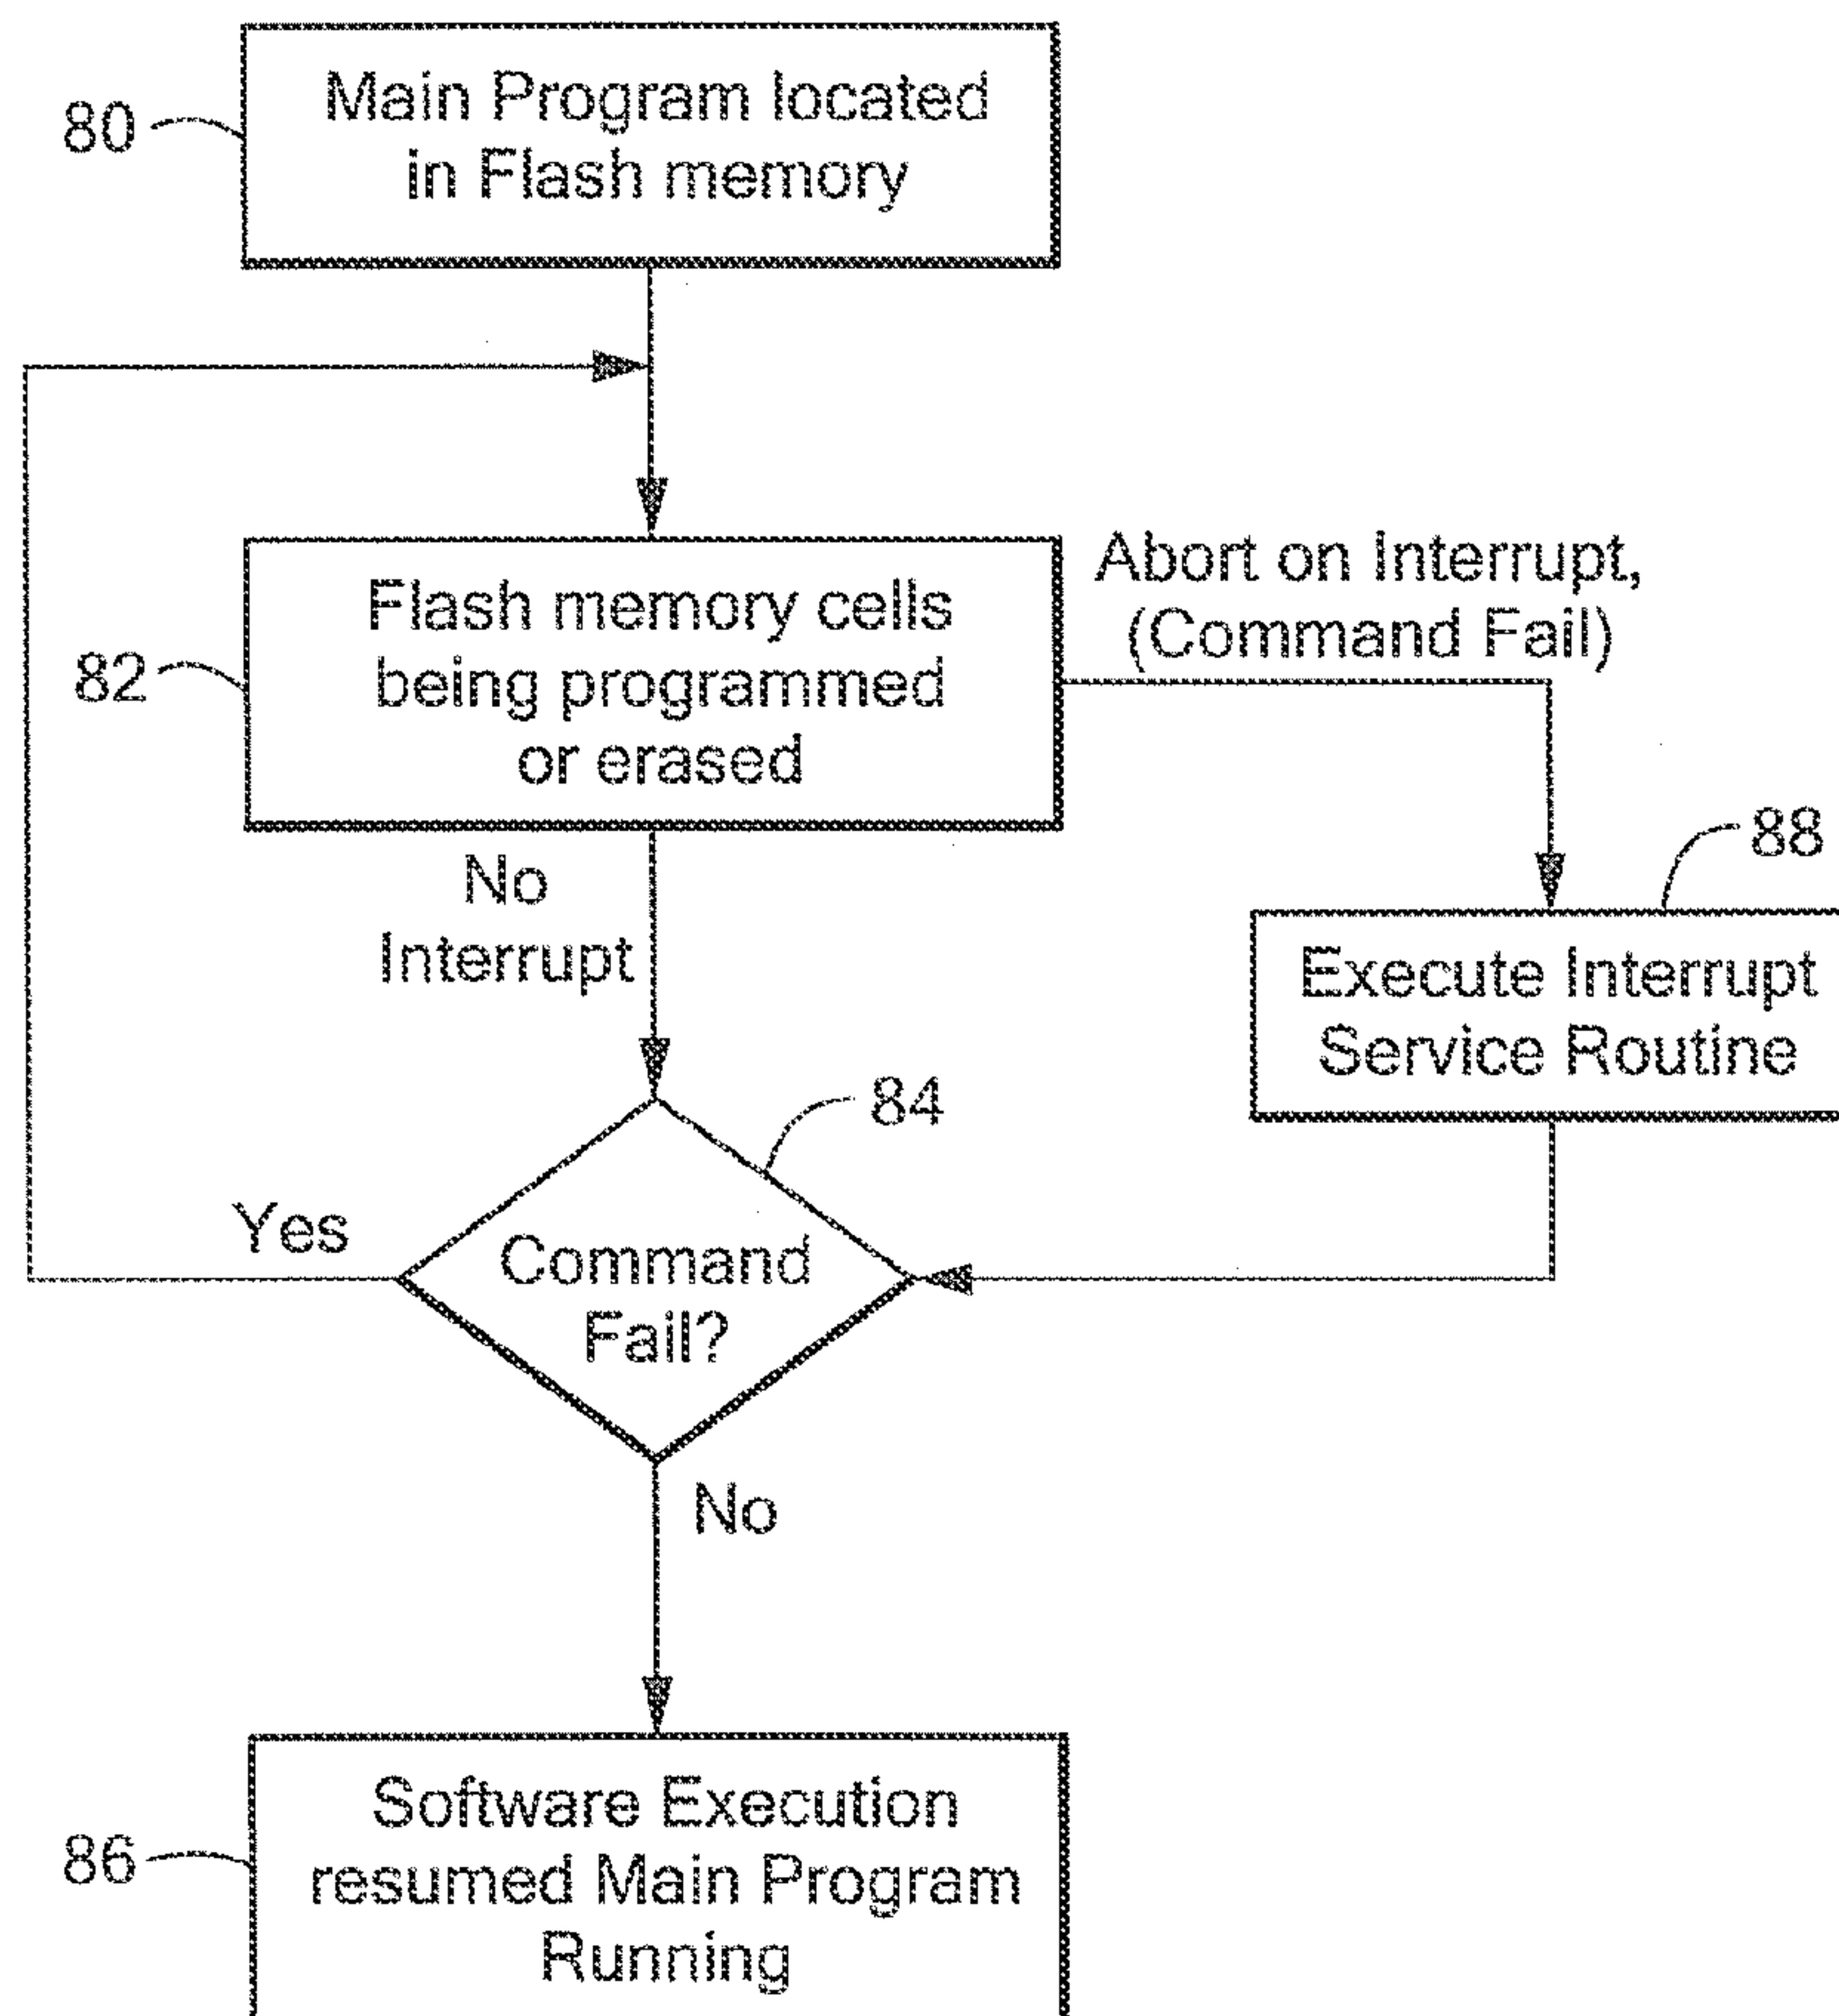 80
Main Program located
in Flash memory
82
Flash memory cells
being programmed
or erased
Abort on Interrupt,
(Command Fail)
No
Interrupt
88
Execute Interrupt
Service Routine
84
Yes
Command
Fail?
No
86
Software Execution
resumed Main Program
Running